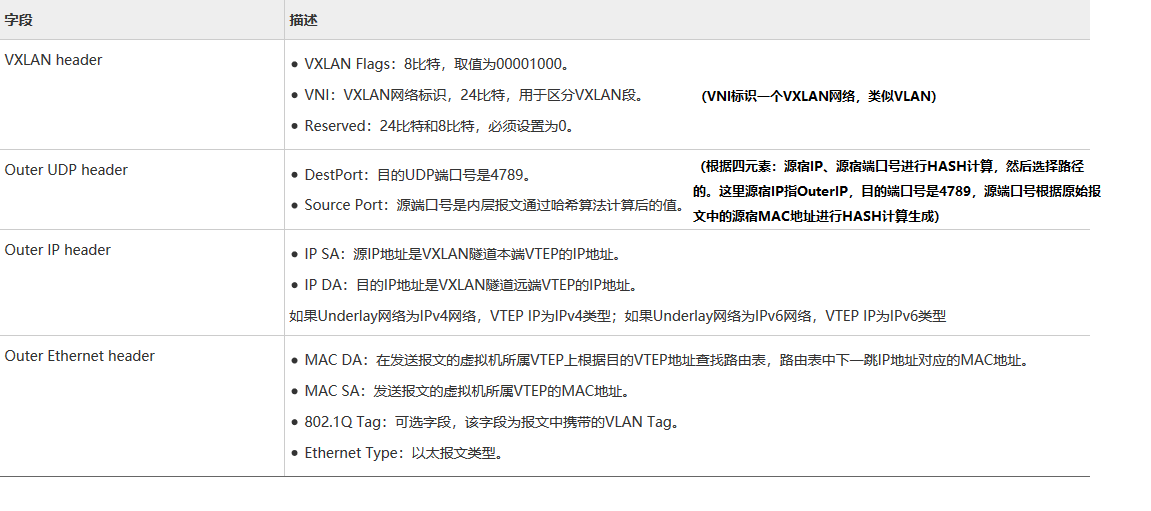 字段 描述
VXLAN header
● VXLAN Flags：8比特，取值为00001000。
● VNI：VXLAN网络标识，24比特，用于区分VXLAN段。 （VNI标识一个VXLAN网络，类似VLAN）
● Reserved：24比特和8比特，必须设置为0。
Outer UDP header
● DestPort：目的UDP端口号是4789。
● Source Port：源端口号是内层报文通过哈希算法计算后的值。
（根据四元素：源宿IP、源宿端口号进行HASH计算，然后选择路径
的。这里源宿IP指OuterIP，目的端口号是4789，源端口号根据原始报
文中的源宿MAC地址进行HASH计算生成）
Outer IP header
● IP SA：源IP地址是VXLAN隧道本端VTEP的IP地址。
● IP DA：目的IP地址是VXLAN隧道远端VTEP的IP地址。
如果Underlay网络为IPv4网络，VTEP IP为IPv4类型；如果Underlay网络为IPv6网络，VTEP IP为IPv6类型
Outer Ethernet header
● MAC DA：在发送报文的虚拟机所属VTEP上根据目的VTEP地址查找路由表，路由表中下一跳IP地址对应的MAC地址。
● MAC SA：发送报文的虚拟机所属VTEP的MAC地址。
● 802.1Q Tag：可选字段，该字段为报文中携带的VLAN Tag。
● Ethernet Type：以太报文类型。